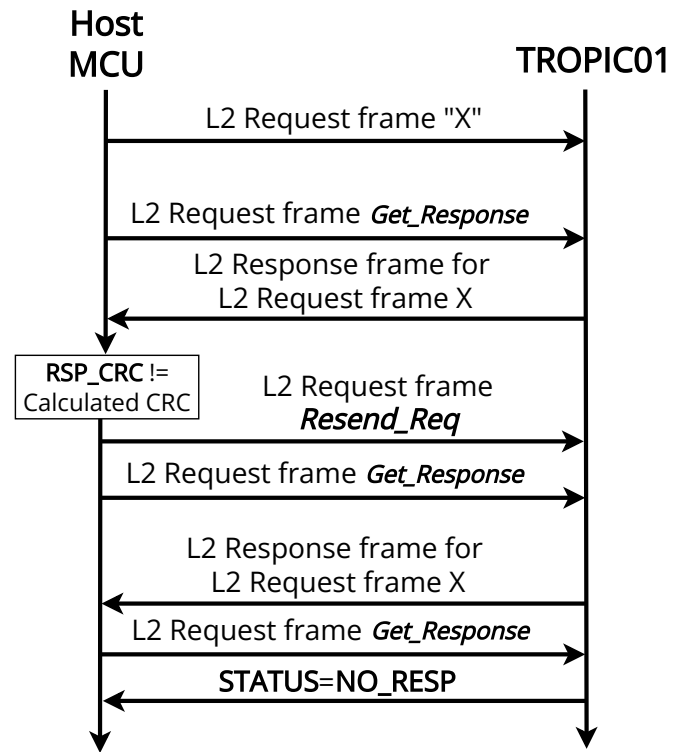 Host
MCU
TROPIC01
L2 Request frame "X"
L2 Request frame Get_Response
L2 Response frame for
L2 Request frame X
RSP_CRC !=
Calculated CRC
L2 Request frame
Resend_Req
L2 Request frame Get_Response
L2 Response frame for
L2 Request frame X
L2 Request frame Get_Response
STATUS=NO_RESP